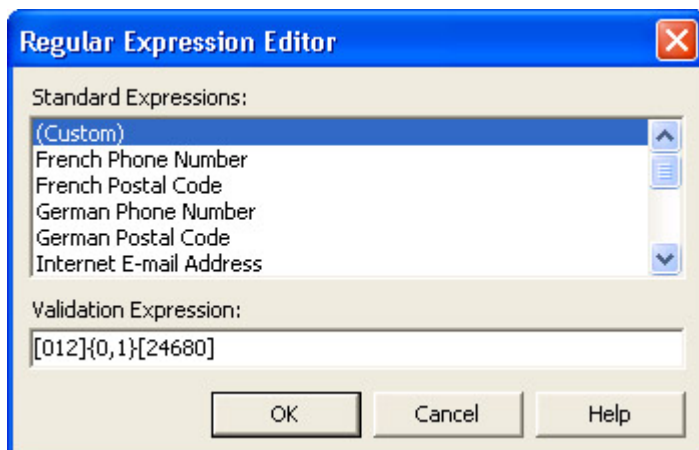 Regular Expression Editor
Standard Expressions:
(Custom)
French Phone Number
French Postal Code
German Phone Number
German Postal Code
Internet E-mail Address
Validation Expression:
[012]{0,1}[24680]
OK Cancel Help